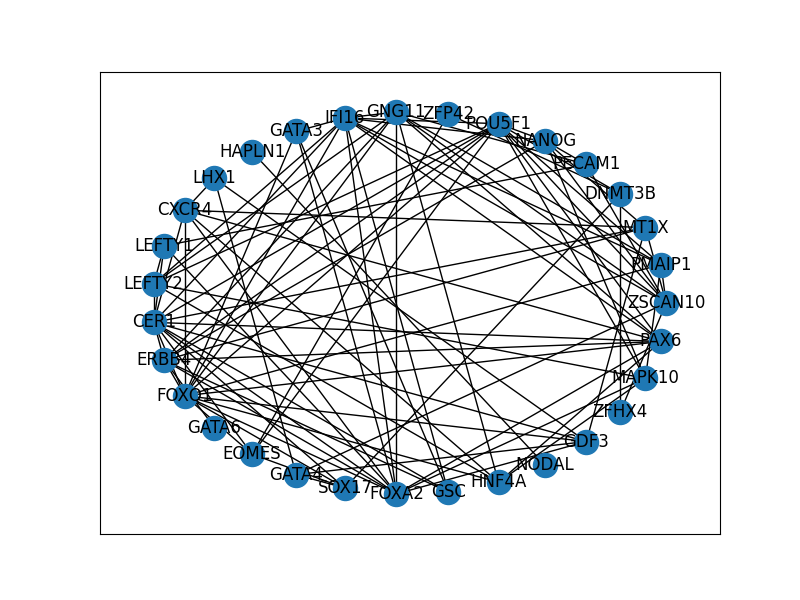 GNG11
ZFP42
IFI16
POU5F1
GATA3
NANOG
HAPLN1
PECAM1
LHX1
DNMT3B
CXCR4
MT1X
LEFTY1
PMAIP1
LEFTY2
ZSCAN10
CER1
PAX6
ERBB4
MAPK10
FOXO1
ZFHX4
GATA6
GDF3
EOMES
NODAL
GATA4
HNF4A
SOX17
GSC
FOXA2